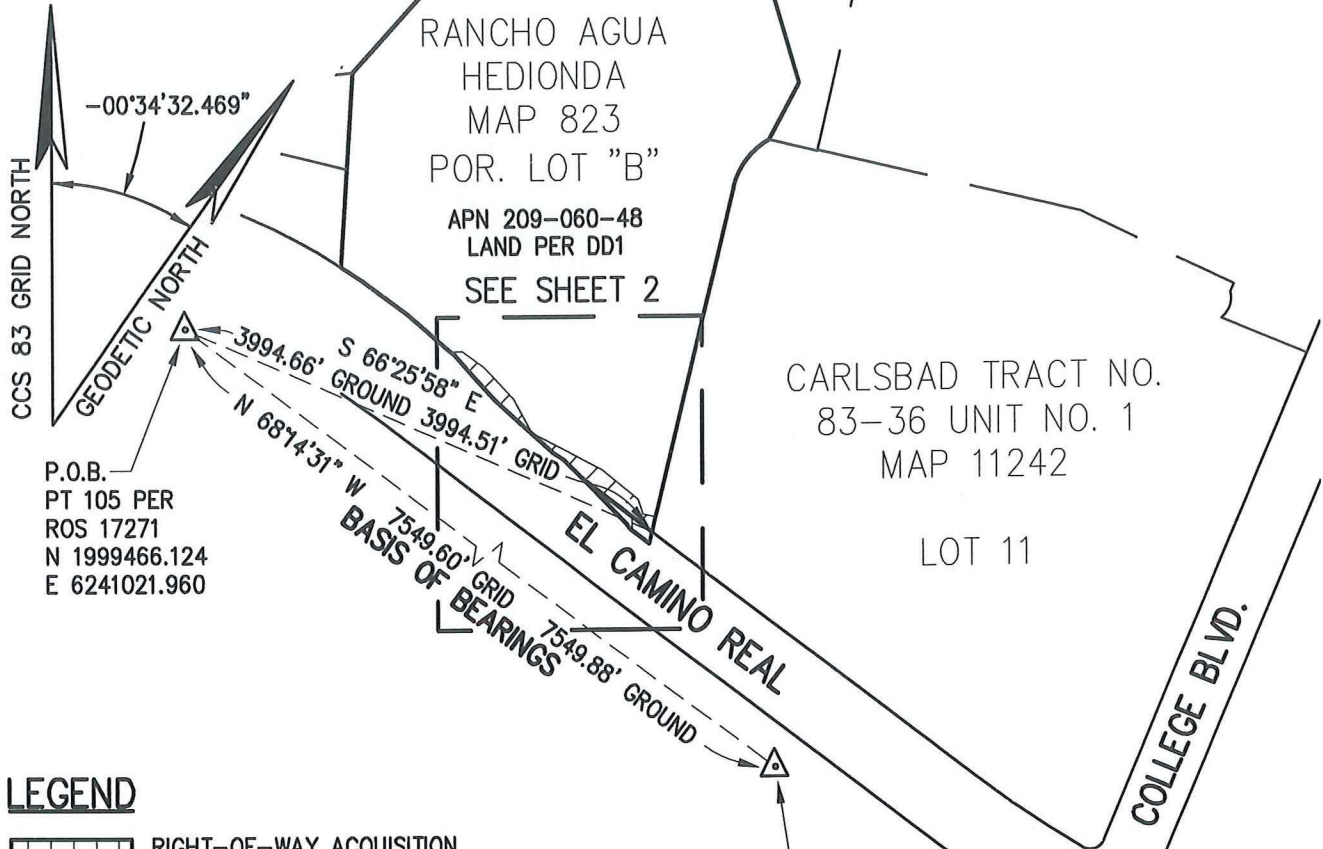 RANCHO AGUA
HEDIONDA
MAP 823
POR. LOT "B"
APN 209-060-48
LAND PER DD1
SEE SHEET 2
-00°34'32.469"
CCS 83 GRID NORTH
GEODETIC NORTH
3994.66' GROUND 3994.51' GRID
S 66°25'58" E
N 68°14'31" W
7549.60' GRID 7549.88' GROUND
BASIS OF BEARINGS
P.O.B.
PT 105 PER
ROS 17271
N 1999466.124
E 6241021.960
EL CAMINO REAL
CARLSBAD TRACT NO.
83-36 UNIT NO. 1
MAP 11242
LOT 11
COLLEGE BLVD.
LEGEND
RIGHT-OF-WAY ACQUISITION